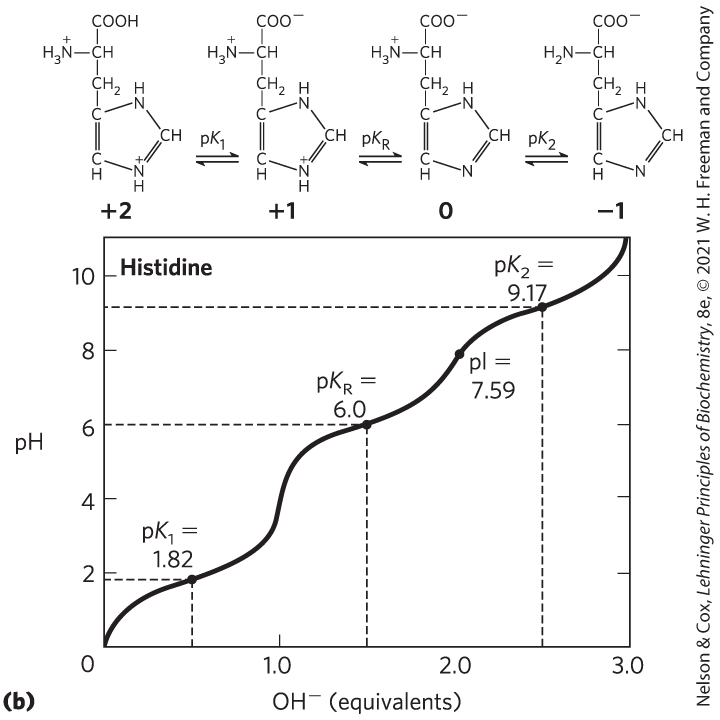 COOH COO⁻ COO⁻ COO⁻
H₃N⁺—CH H₃N⁺—CH H₃N⁺—CH H₂N—CH
CH₂ H CH₂ H CH₂ H CH₂ H
C N C N C N C N
CH pK₁ CH pKR CH pK₂ CH
C N⁺ C N⁺ C N C N
H H H H H H
+2 +1 0 −1
Histidine
10
8
6
4
2
0
pH
pK₂ =
9.17
pI =
7.59
pKR =
6.0
pK₁ =
1.82
1.0 2.0 3.0
OH⁻ (equivalents)
(b)
Nelson & Cox, Lehninger Principles of Biochemistry, 8e, © 2021 W. H. Freeman and Company